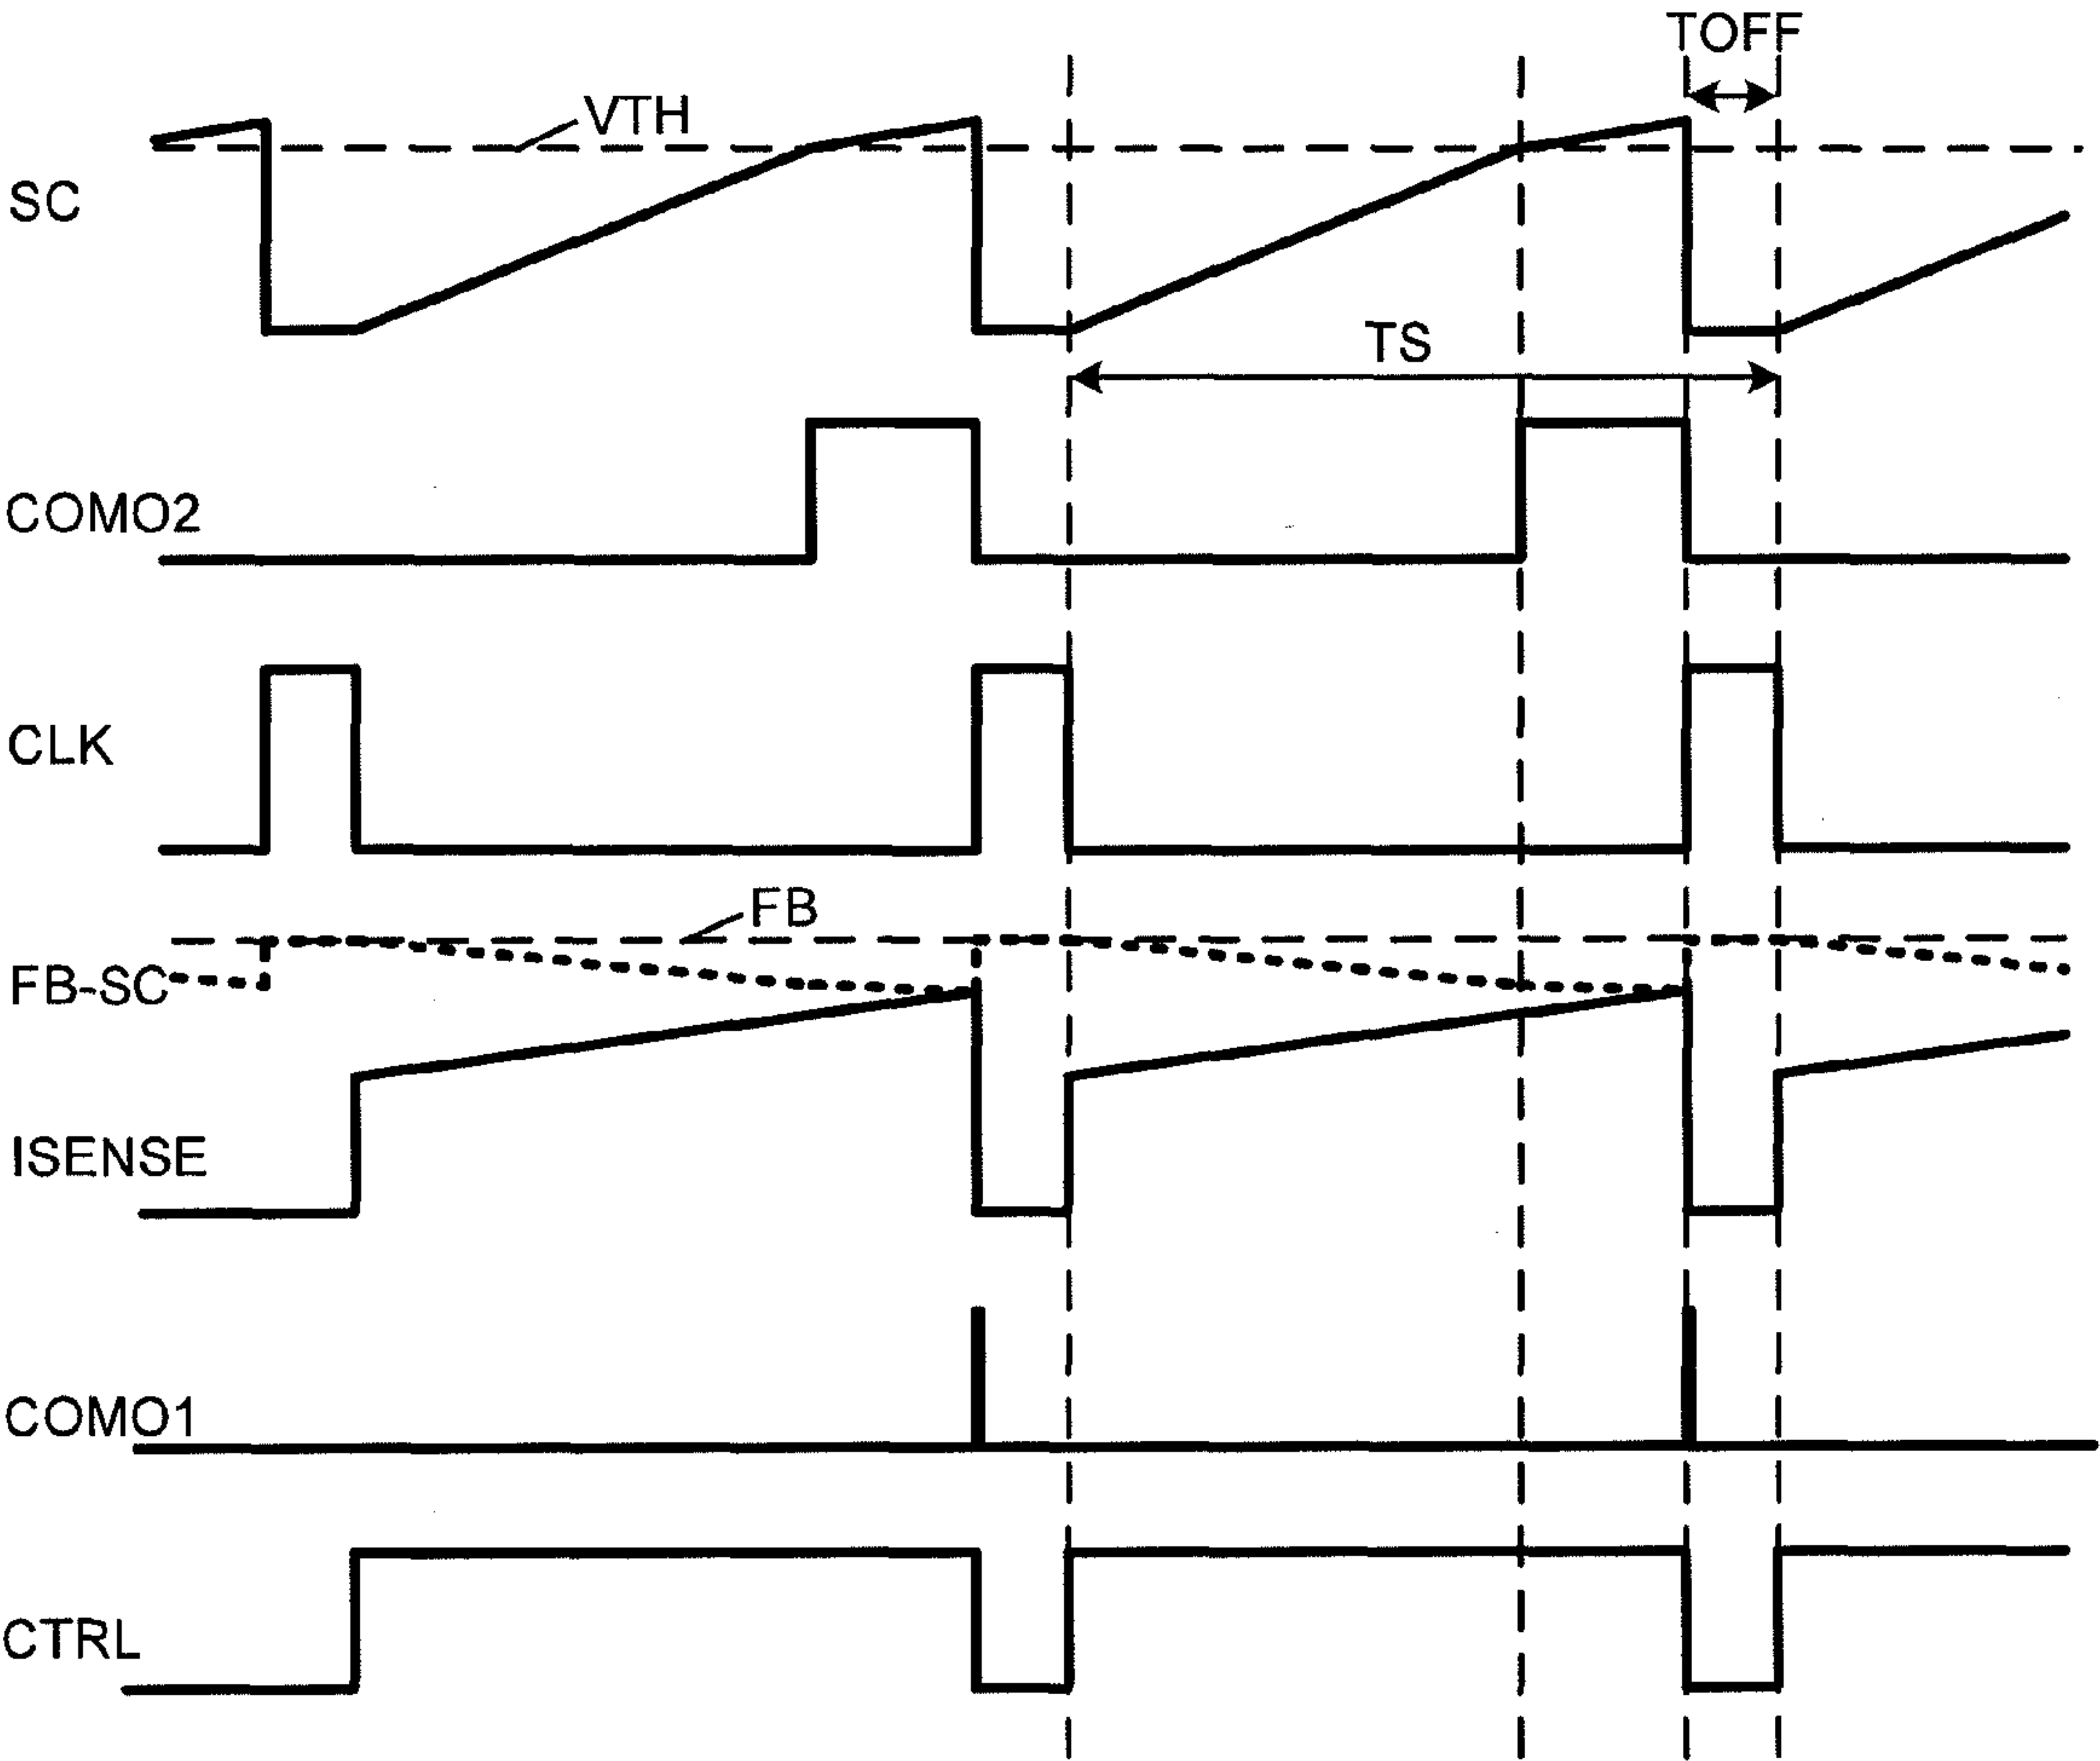 TOFF
VTH
SC
TS
COMO2
CLK
FB
FB-SC
ISENSE
COMO1
CTRL